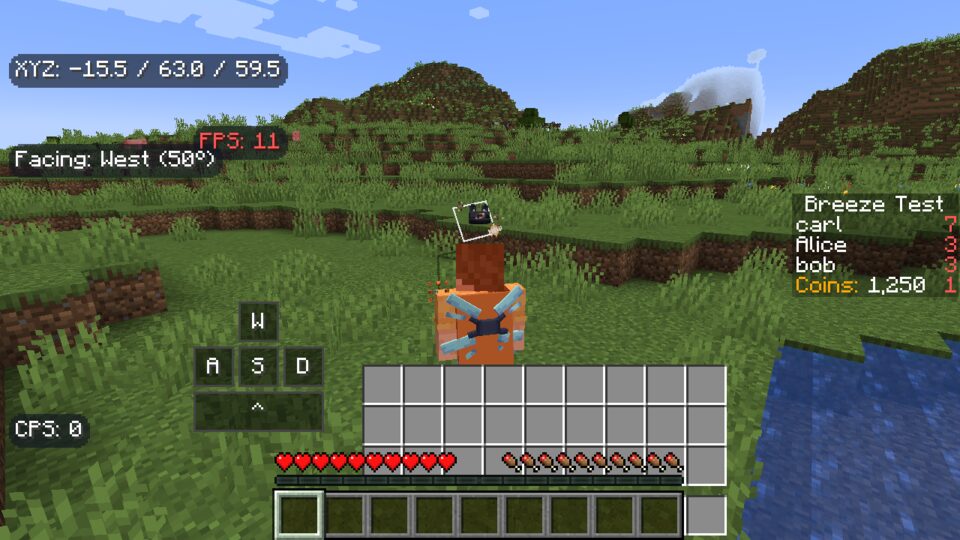 XYZ: -15.5 / 63.0 / 59.5
FPS: 11
Facing: West (50º)
Breeze Test
carl 7
Alice 3
bob 3
Coins: 1,250 1
W
A S D
^
CPS: 0